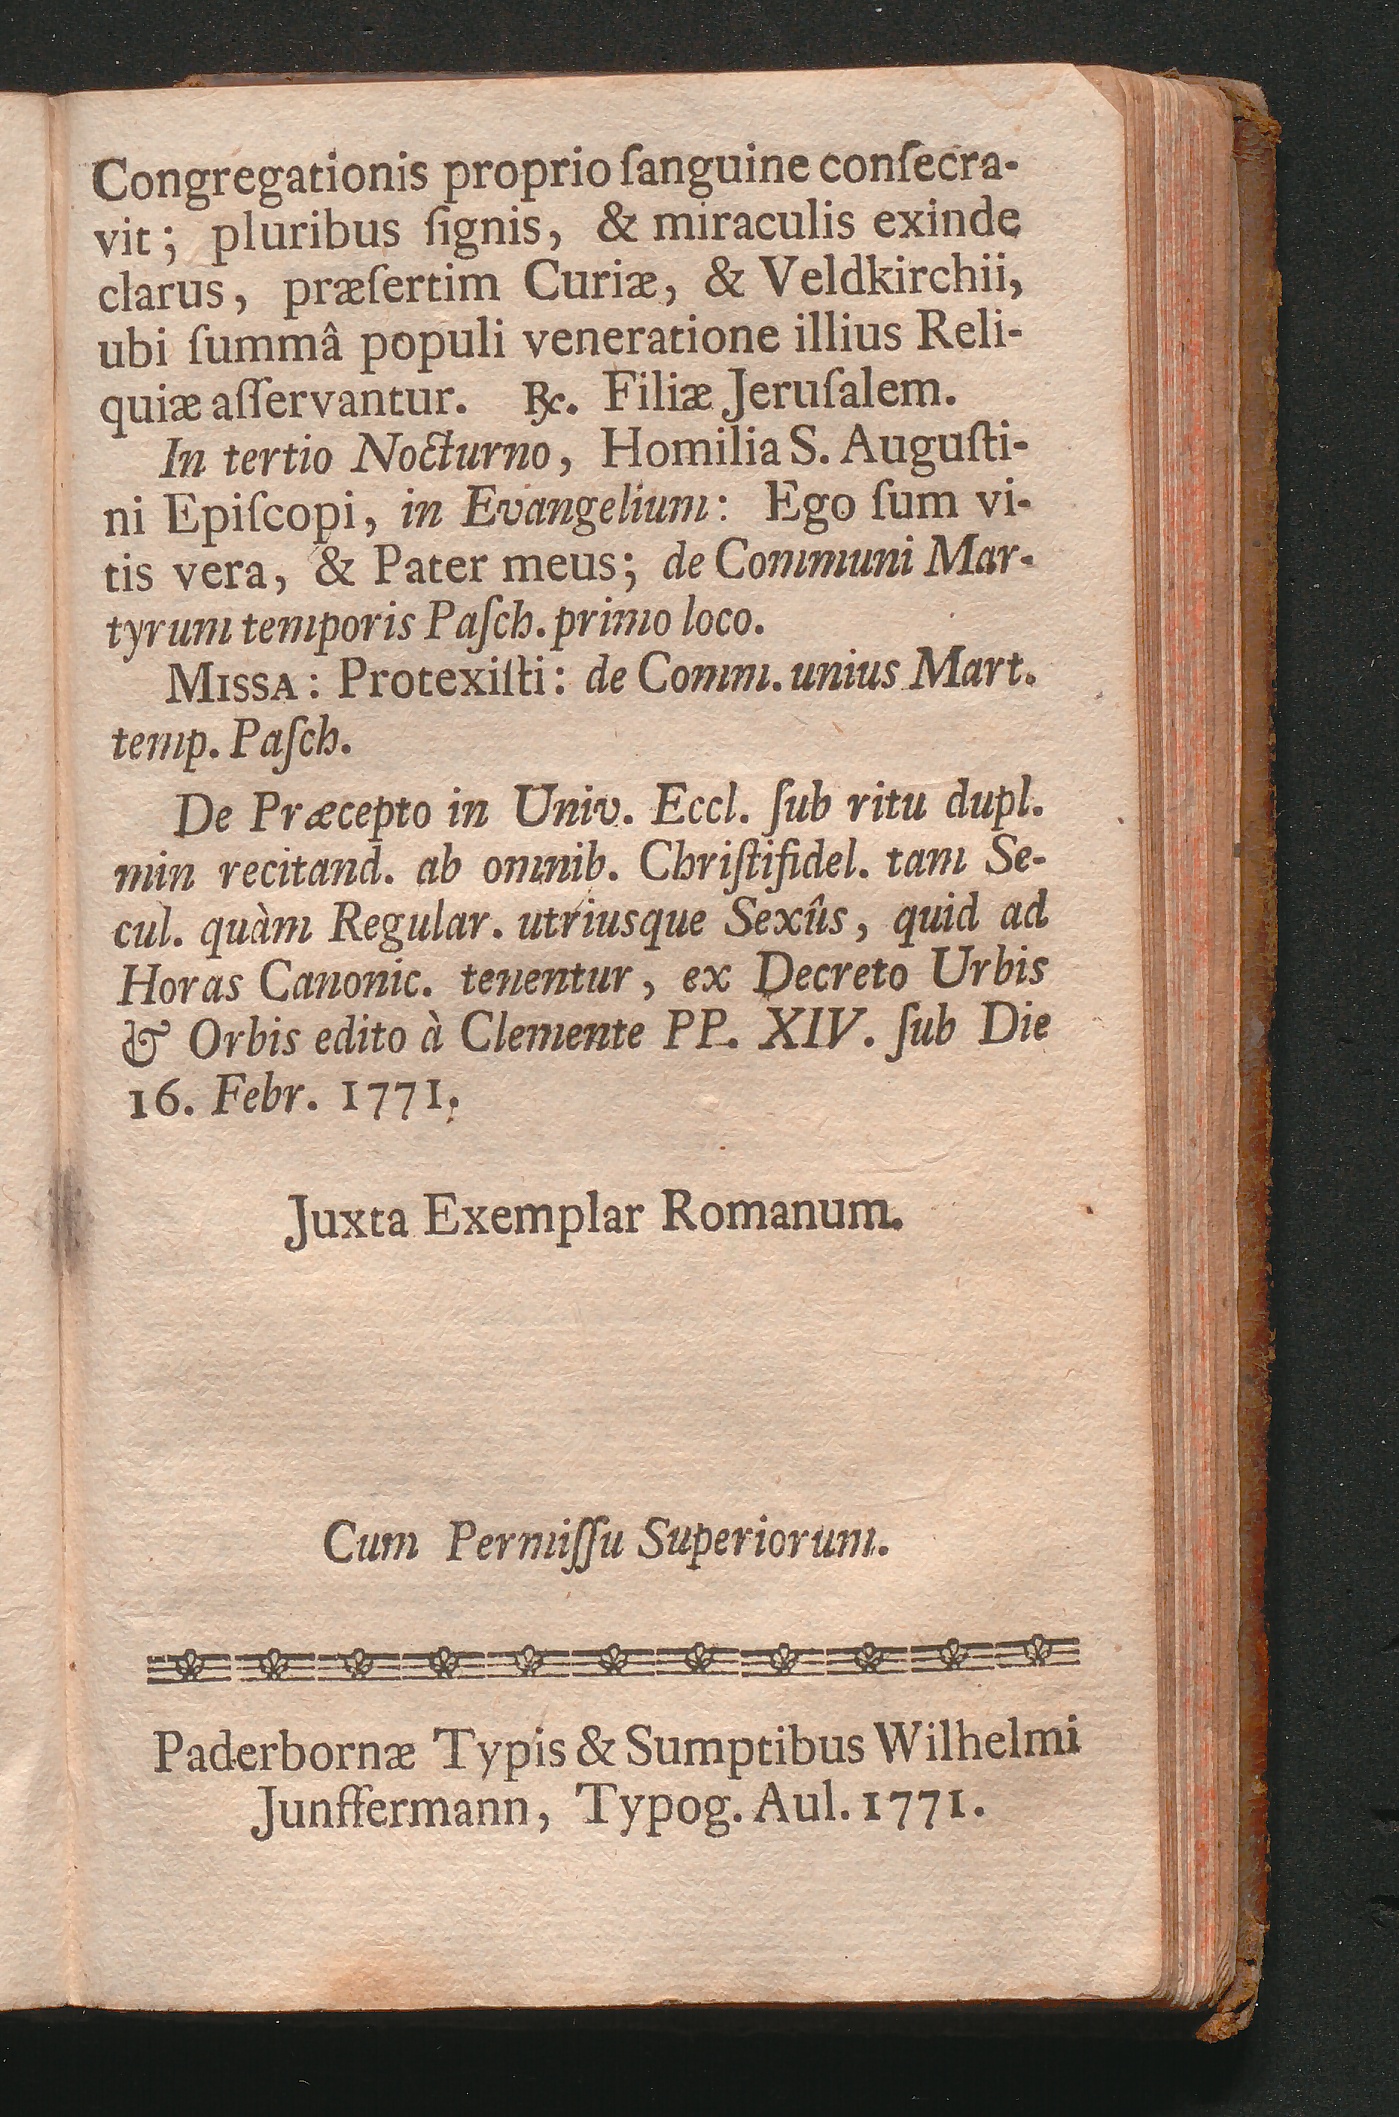 Congregationis proprio ſanguine conſecra-
vit; pluribus ſignis, & miraculis exinde
clarus, præſertim Curiæ, & Veldkirchii,
ubi ſummâ populi veneratione illius Reli-
quiæ aſſervantur. ℞c. Filiæ Jeruſalem.
In tertio Nocturno, Homilia S. Auguſti-
ni Epiſcopi, in Evangelium: Ego ſum vi-
tis vera, & Pater meus; de Communi Mar-
tyrum temporis Paſch. primo loco.
MISSA: Protexiſti: de Comm. unius Mart.
temp. Paſch.
De Præcepto in Univ. Eccl. ſub ritu dupl.
min recitand. ab omnib. Chriſtifidel. tam Se-
cul. quàm Regular. utriusque Sexûs, quid ad
Horas Canonic. tenentur, ex Decreto Urbis
& Orbis edito à Clemente PP. XIV. ſub Die
16. Febr. 1771.
Juxta Exemplar Romanum.
Cum Permiſſu Superiorum.
Paderbornæ Typis & Sumptibus Wilhelmi
Junffermann, Typog. Aul. 1771.